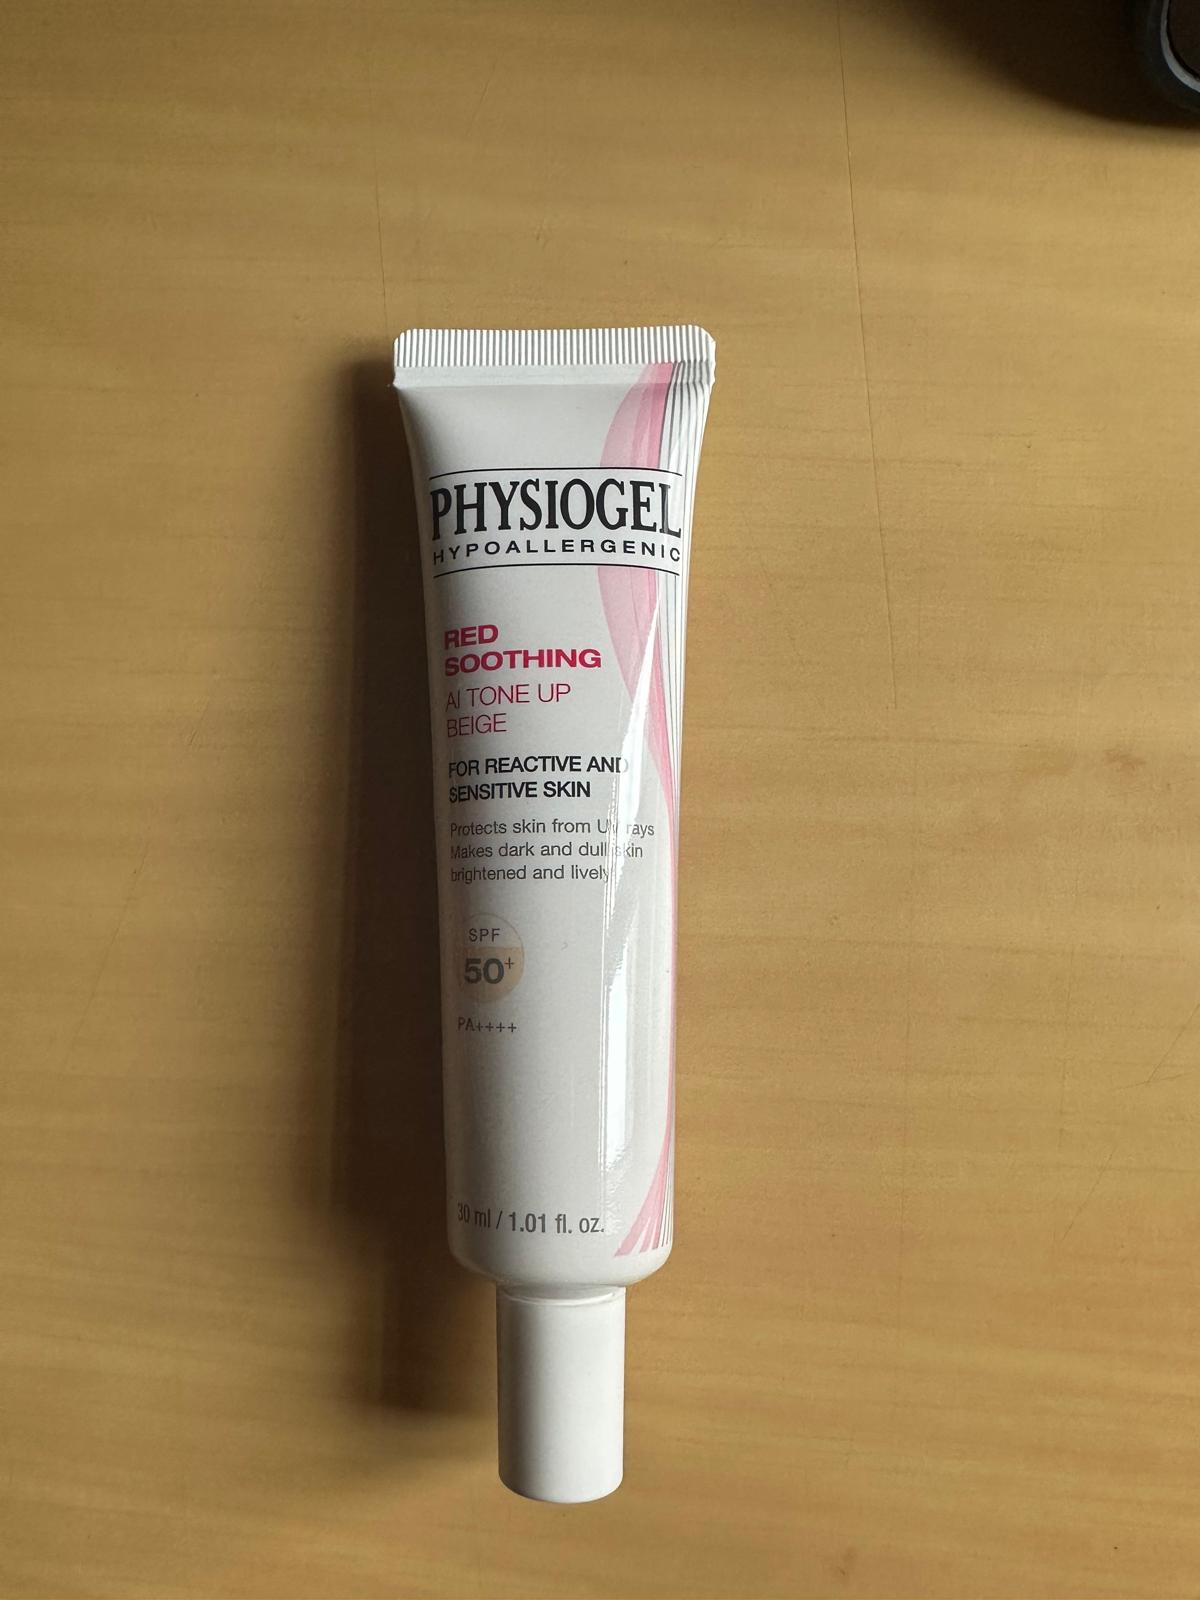 PHYSIOGEL
HYPOALLERGENIC
RED
SOOTHING
AI TONE UP
BEIGE
FOR REACTIVE AND
SENSITIVE SKIN
Protects skin from UV rays
Makes dark and dull skin
brightened and lively
SPF
50+
PA++++
30 ml / 1.01 fl. oz.